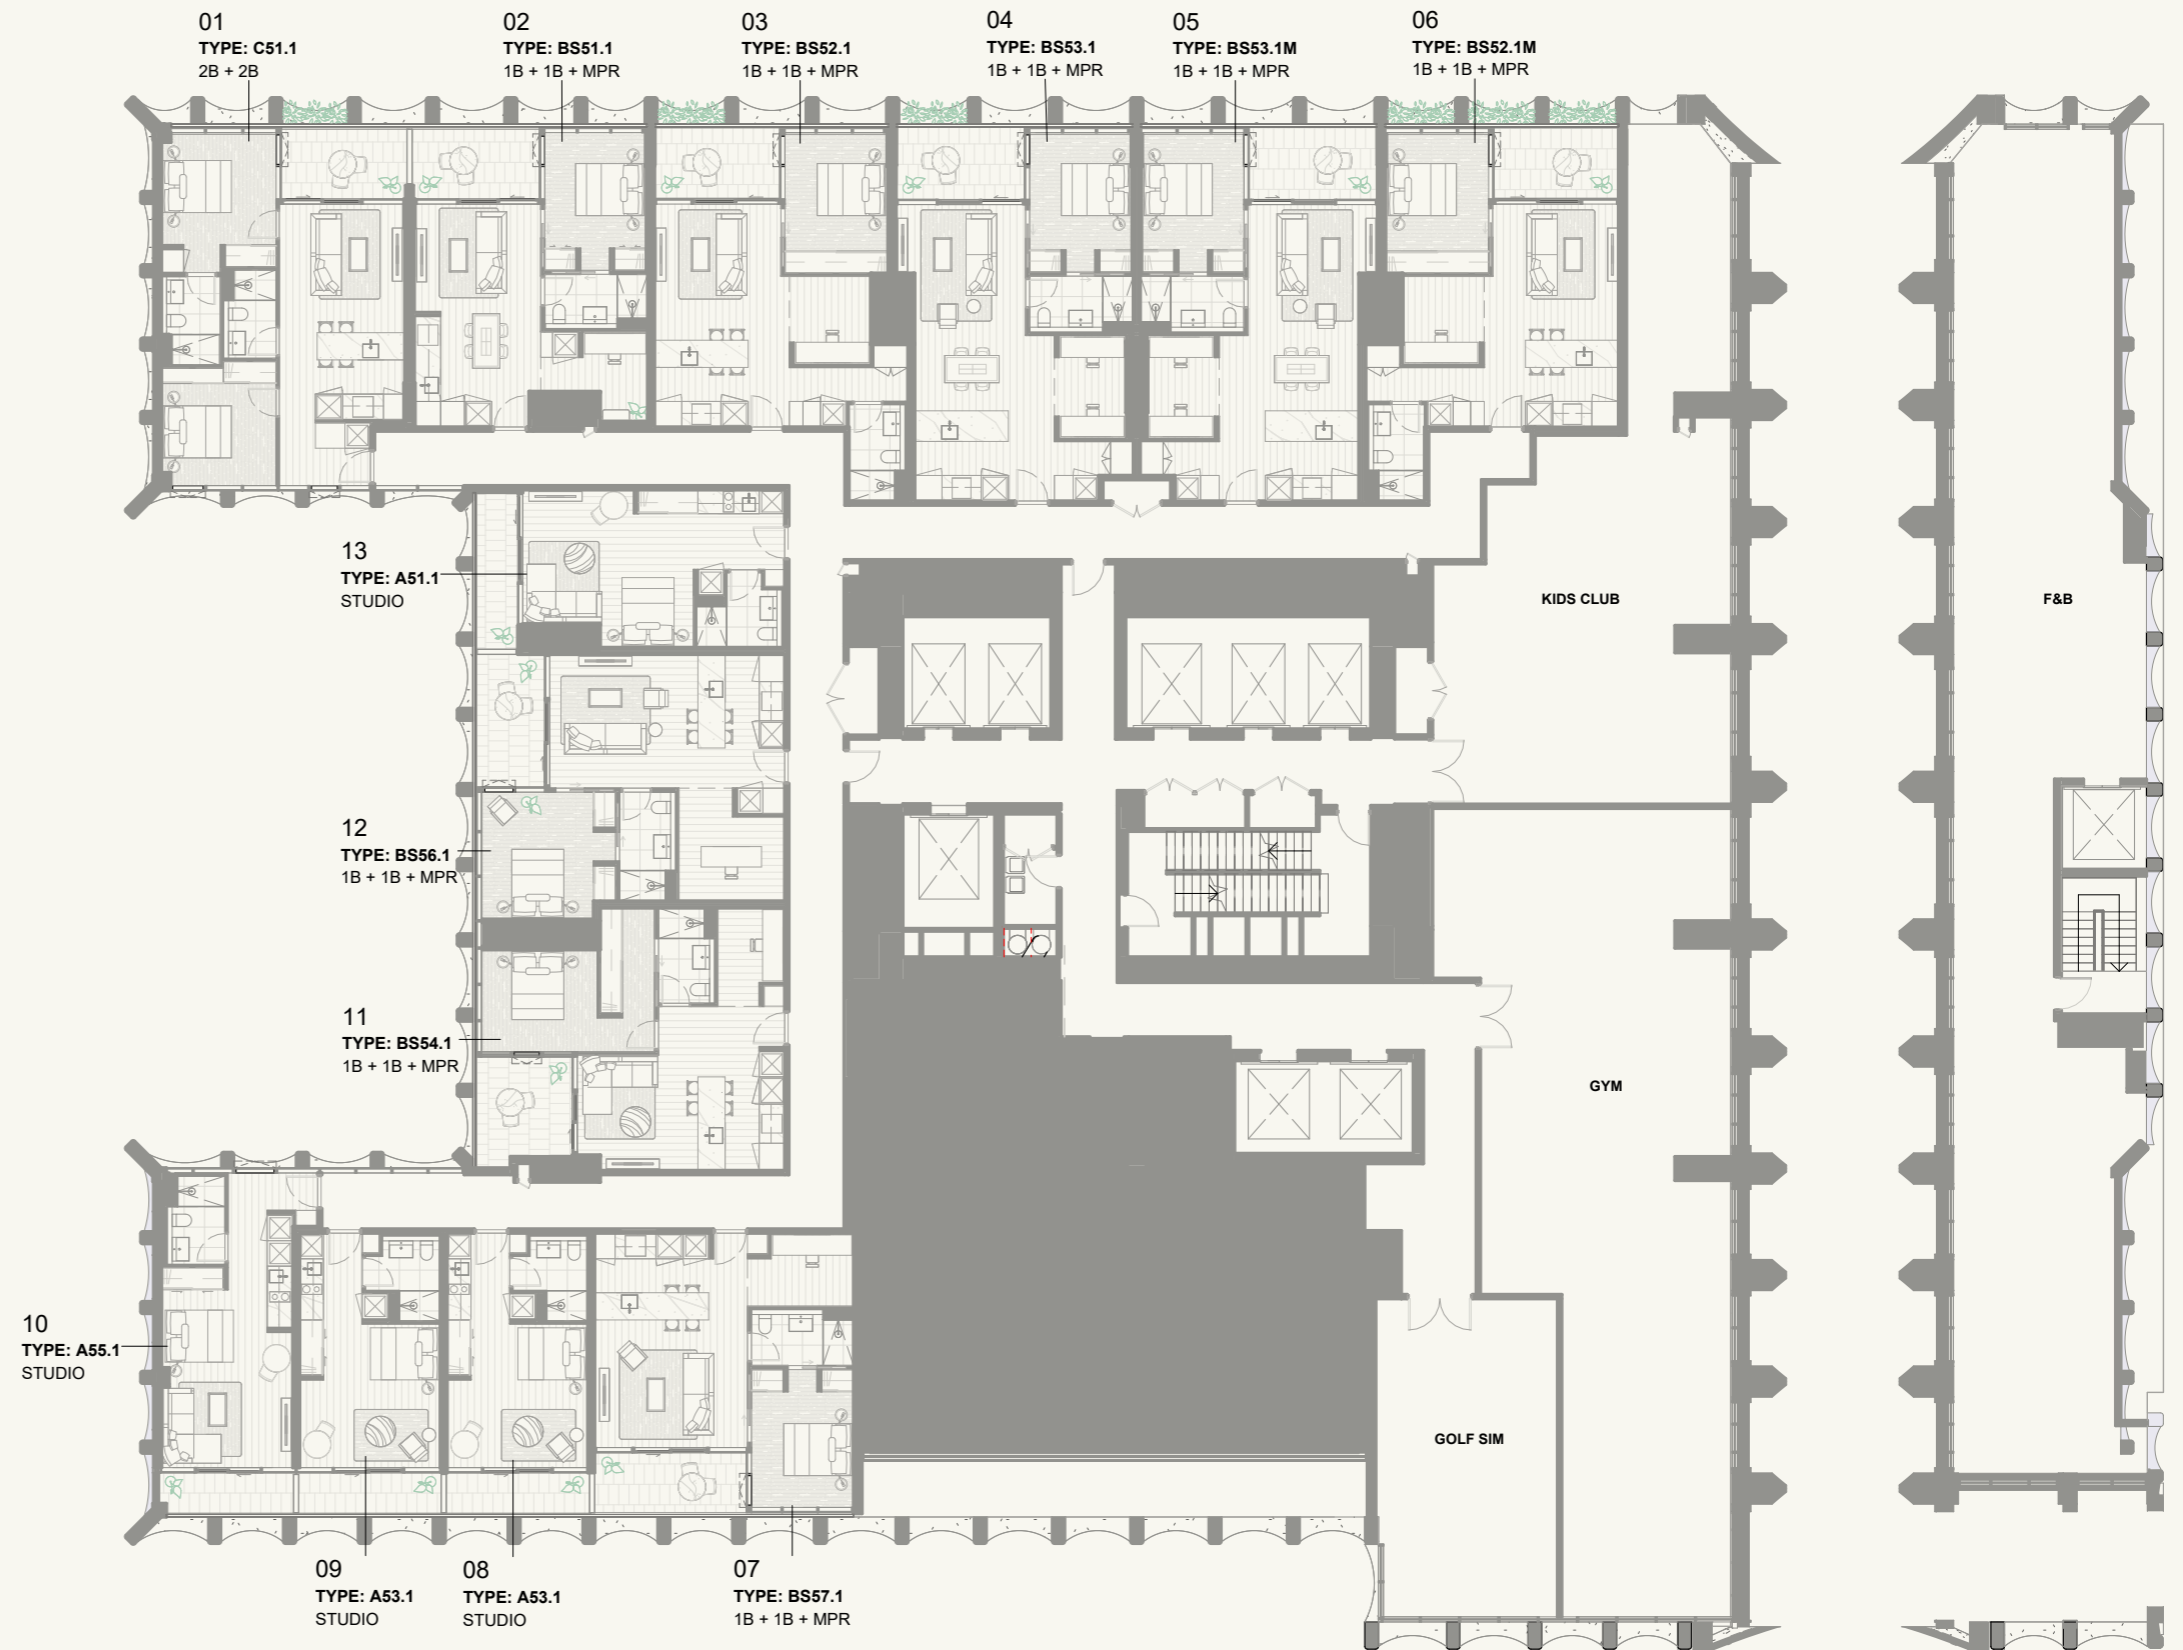 01
TYPE: C51.1
2B + 2B
02
TYPE: BS51.1
1B + 1B + MPR
03
TYPE: BS52.1
1B + 1B + MPR
04
TYPE: BS53.1
1B + 1B + MPR
05
TYPE: BS53.1M
1B + 1B + MPR
06
TYPE: BS52.1M
1B + 1B + MPR
13
TYPE: A51.1
STUDIO
KIDS CLUB
F&B
12
TYPE: BS56.1
1B + 1B + MPR
11
TYPE: BS54.1
1B + 1B + MPR
GYM
10
TYPE: A55.1
STUDIO
GOLF SIM
09
TYPE: A53.1
STUDIO
08
TYPE: A53.1
STUDIO
07
TYPE: BS57.1
1B + 1B + MPR